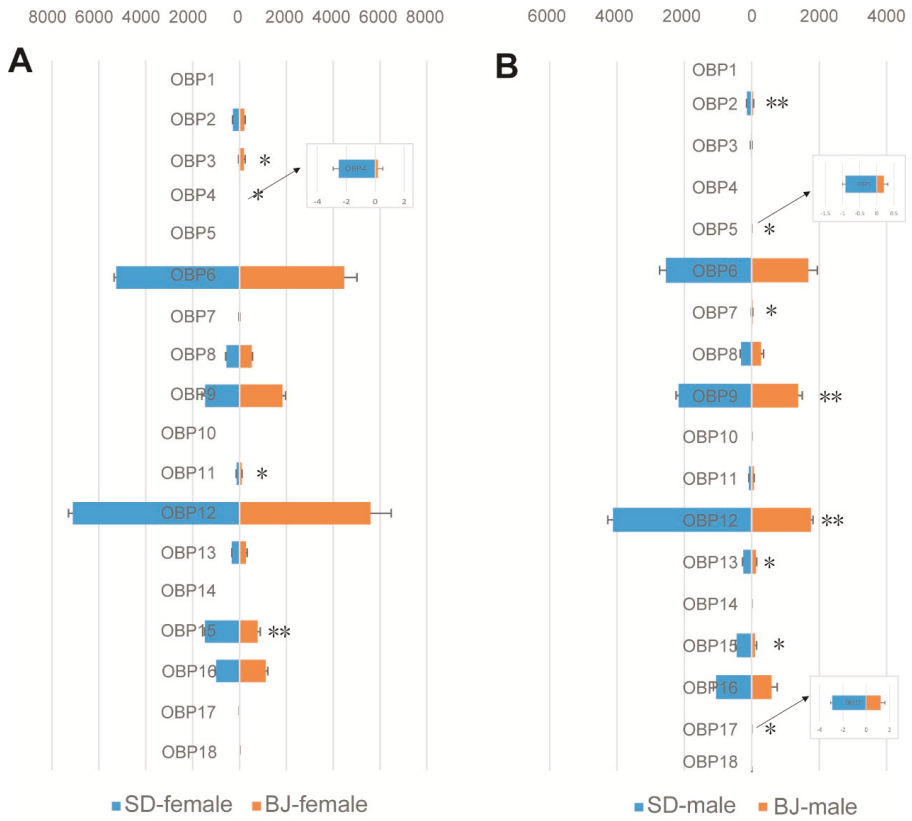 8000 6000 4000 2000 0 2000 4000 6000 8000
A
OBP1
OBP2
OBP3 *
OBP4 *
OBP4
-4 -2 0 2
OBP5
OBP6
OBP7
OBP8
OBP9
OBP10
OBP11 *
OBP12
OBP13
OBP14
OBP15 **
OBP16
OBP17
OBP18
SD-female BJ-female
6000 4000 2000 0 2000 4000
B
OBP1
OBP2 **
OBP3
OBP4
-1.5 -1 -0.5 0 0.5
OBP5 *
OBP6
OBP7 *
OBP8
OBP9 **
OBP10
OBP11
OBP12 **
OBP13 *
OBP14
OBP15 *
OBP16
-4 -2 0 2
OBP17 *
OBP18
SD-male BJ-male